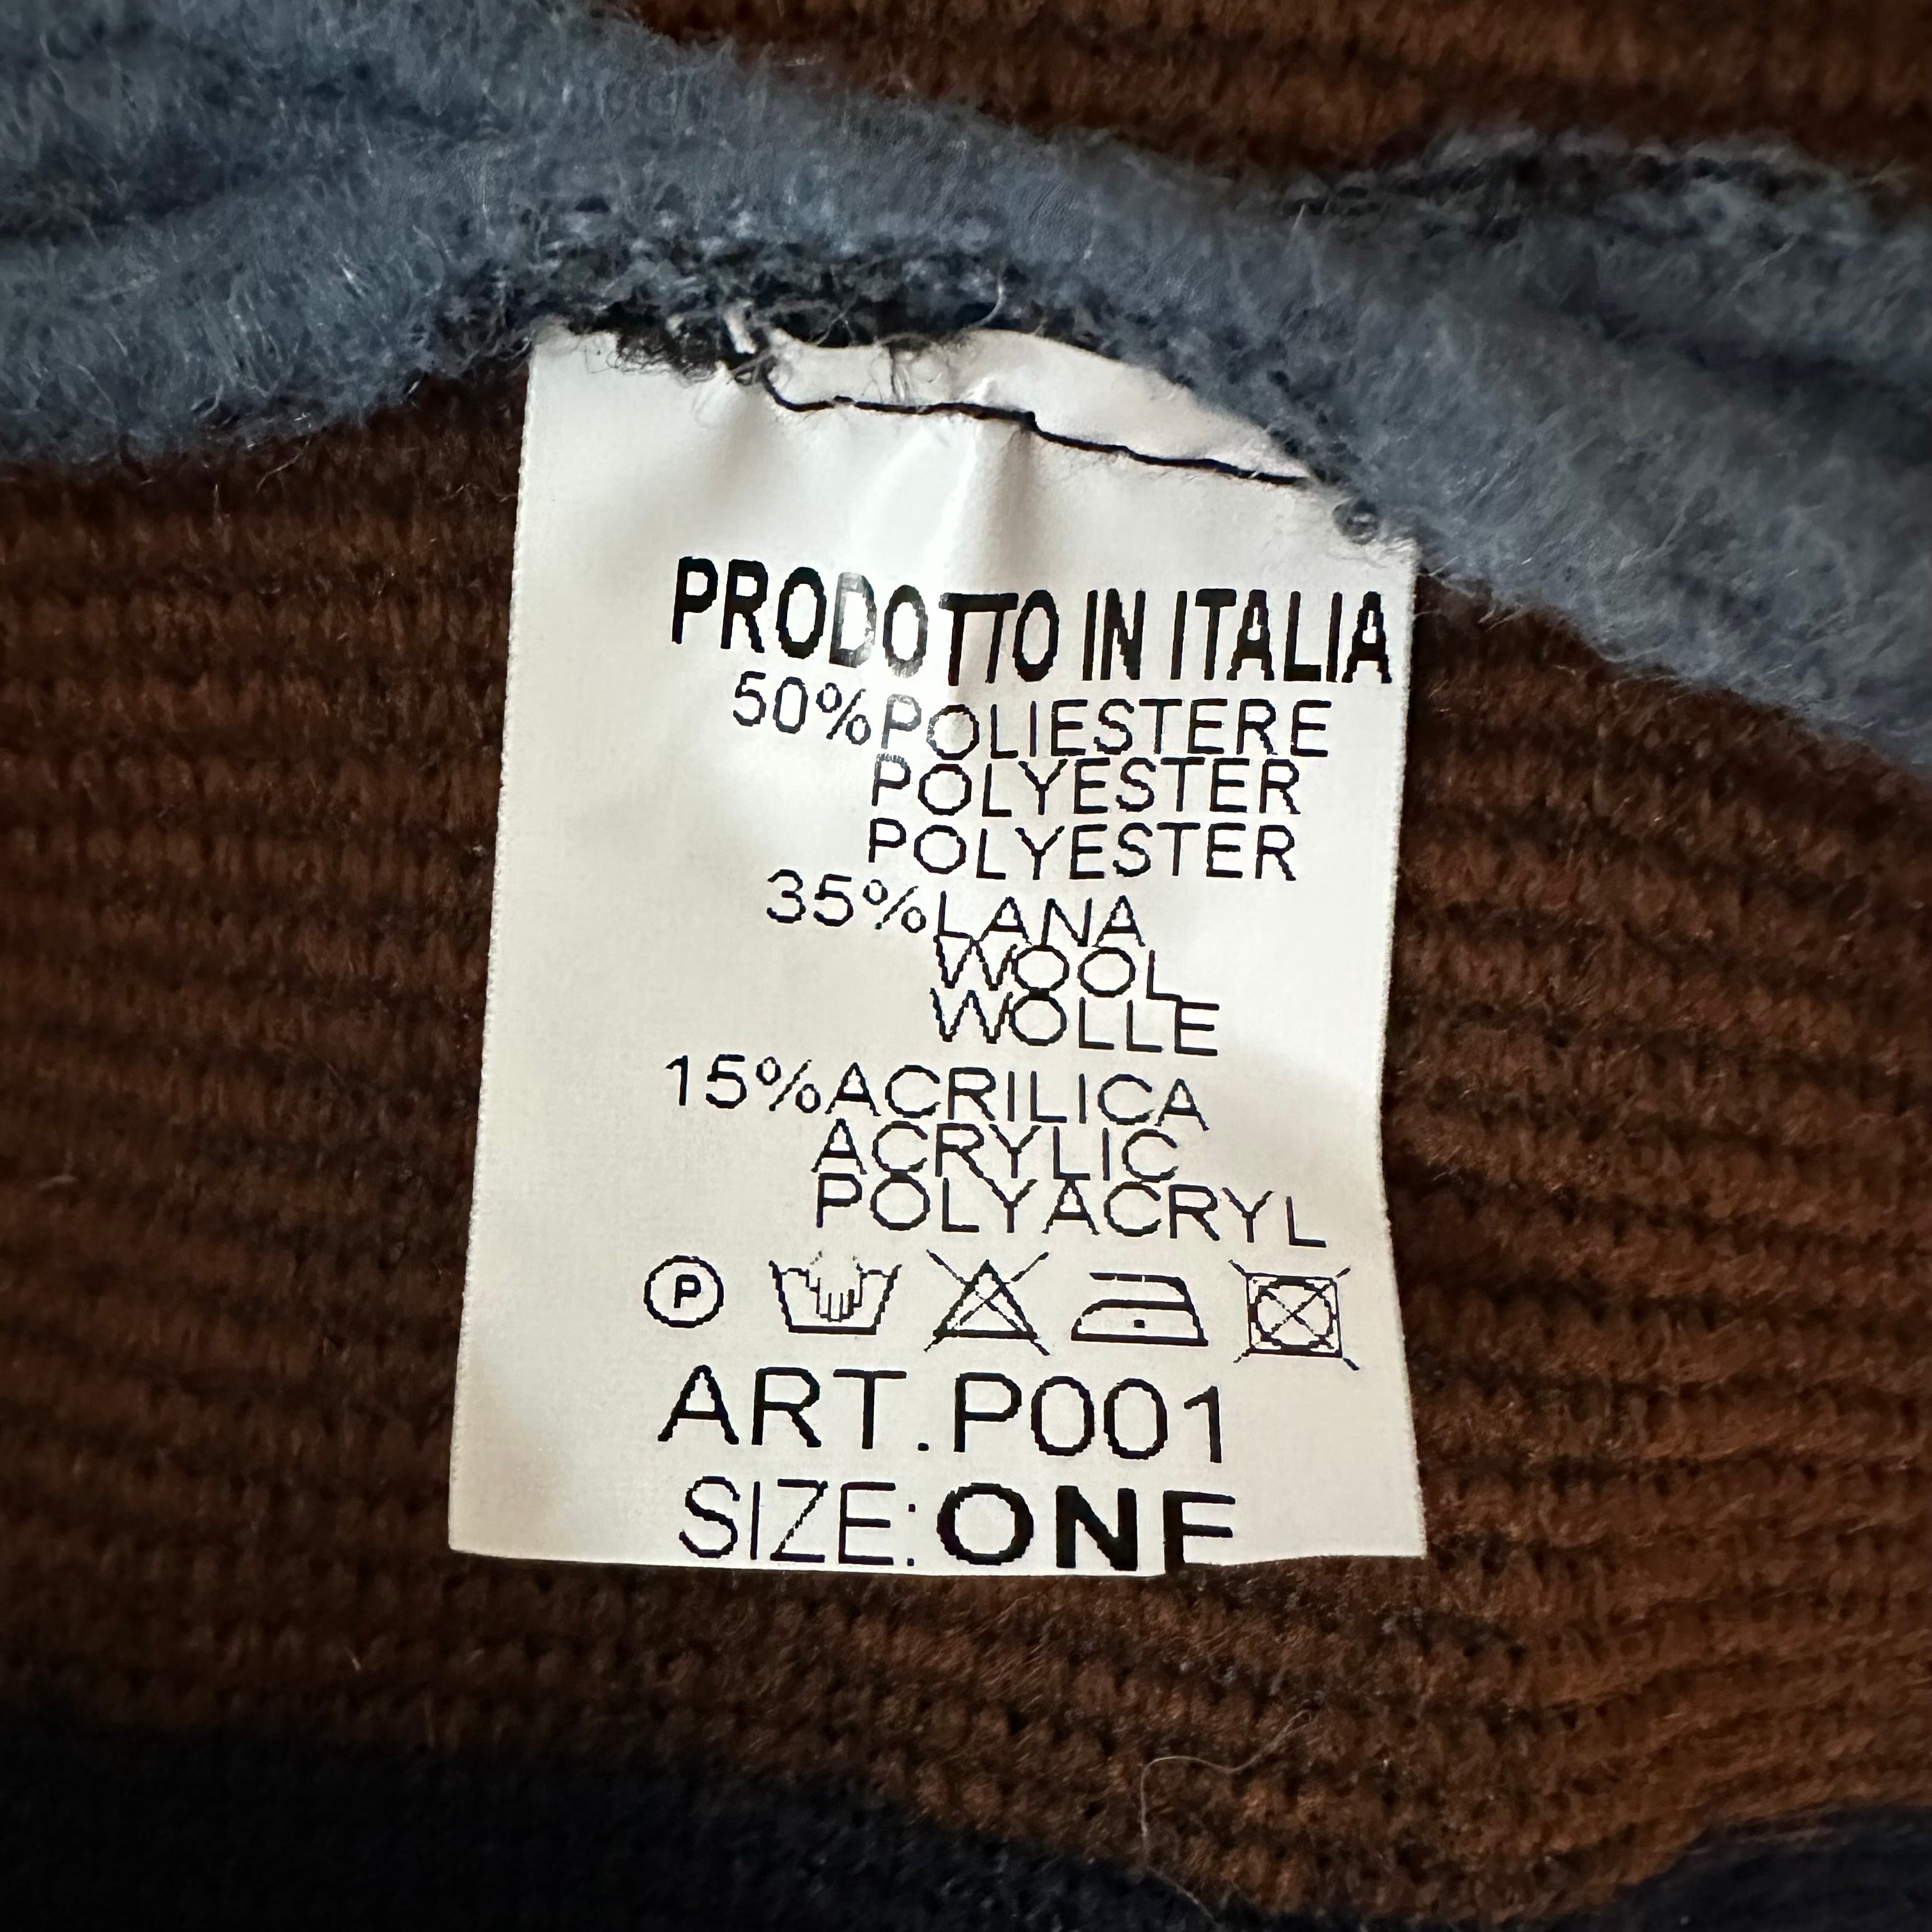 PRODOTTO IN ITALIA
50%POLIESTERE
POLYESTER
POLYESTER
35%LANA
WOOL
WOLLE
15%ACRILICA
ACRYLIC
POLYACRYL
P
ART.P001
SIZE:ONE